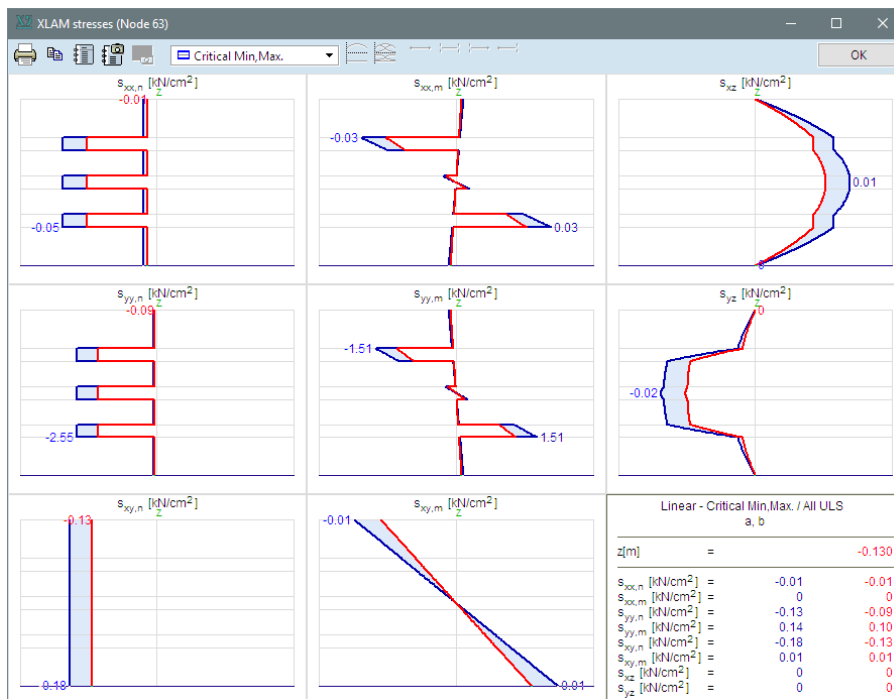 XLAM stresses (Node 63)
Critical Min,Max.
OK
sxx,n [kN/cm2]
z
-0.01
-0.05
sxx,m [kN/cm2]
z
-0.03
0.03
sxz [kN/cm2]
z
0.01
syy,n [kN/cm2]
z
-0.09
-2.55
syy,m [kN/cm2]
z
-1.51
1.51
syz [kN/cm2]
z
0
-0.02
sxy,n [kN/cm2]
z
-0.13
-0.18
sxy,m [kN/cm2]
z
-0.01
0.01
Linear - Critical Min,Max. / All ULS
a, b
z[m] = -0.130
sxx,n [kN/cm2] = -0.01 -0.01
sxx,m [kN/cm2] = 0 0
syy,n [kN/cm2] = -0.13 -0.09
syy,m [kN/cm2] = 0.14 0.10
sxy,n [kN/cm2] = -0.18 -0.13
sxy,m [kN/cm2] = 0.01 0.01
sxz [kN/cm2] = 0 0
syz [kN/cm2] = 0 0